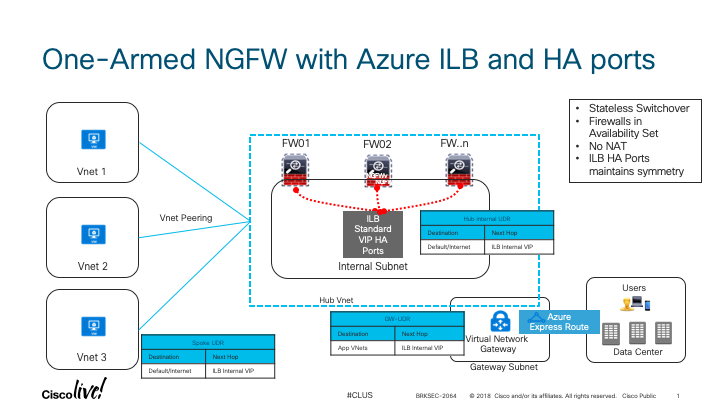 One-Armed NGFW with Azure ILB and HA ports
• Stateless Switchover
• Firewalls in
Availability Set
• No NAT
• ILB HA Ports
maintains symmetry
Vnet 1
Vnet 2
Vnet 3
Vnet Peering
FW01
FW02
FW..n
NGFWv
ILB
Standard
VIP HA
Ports
Internal Subnet
Hub Internal UDR
Destination Next Hop
Default/Internet ILB Internal VIP
Hub Vnet
GW-UDR
Destination Next Hop
App VNets ILB Internal VIP
Spoke UDR
Destination Next Hop
Default/Internet ILB Internal VIP
Virtual Network
Gateway
Gateway Subnet
Azure
Express Route
Users
Data Center
Cisco live!
#CLUS
BRKSEC-2064
© 2018 Cisco and/or its affiliates. All rights reserved. Cisco Public
1